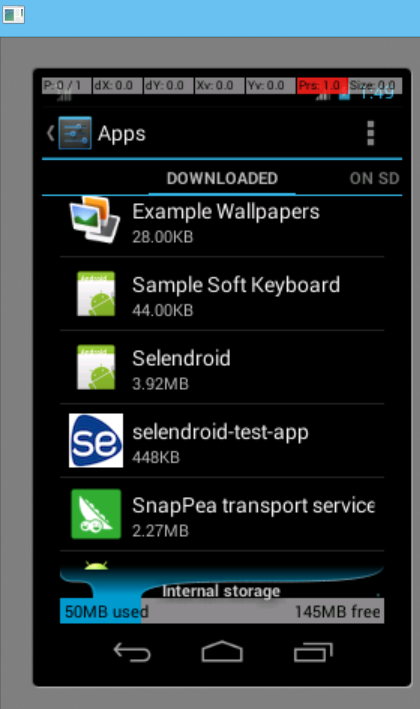 P: 0 / 1 dX: 0.0 dY: 0.0 Xv: 0.0 Yv: 0.0 Prs: 1.0 Size: 0.0
1:49
Apps
DOWNLOADED ON SD
Example Wallpapers
28.00KB
Android
Sample Soft Keyboard
44.00KB
Android
Selendroid
3.92MB
se
selendroid-test-app
448KB
SnapPea transport service
2.27MB
Internal storage
50MB used 145MB free